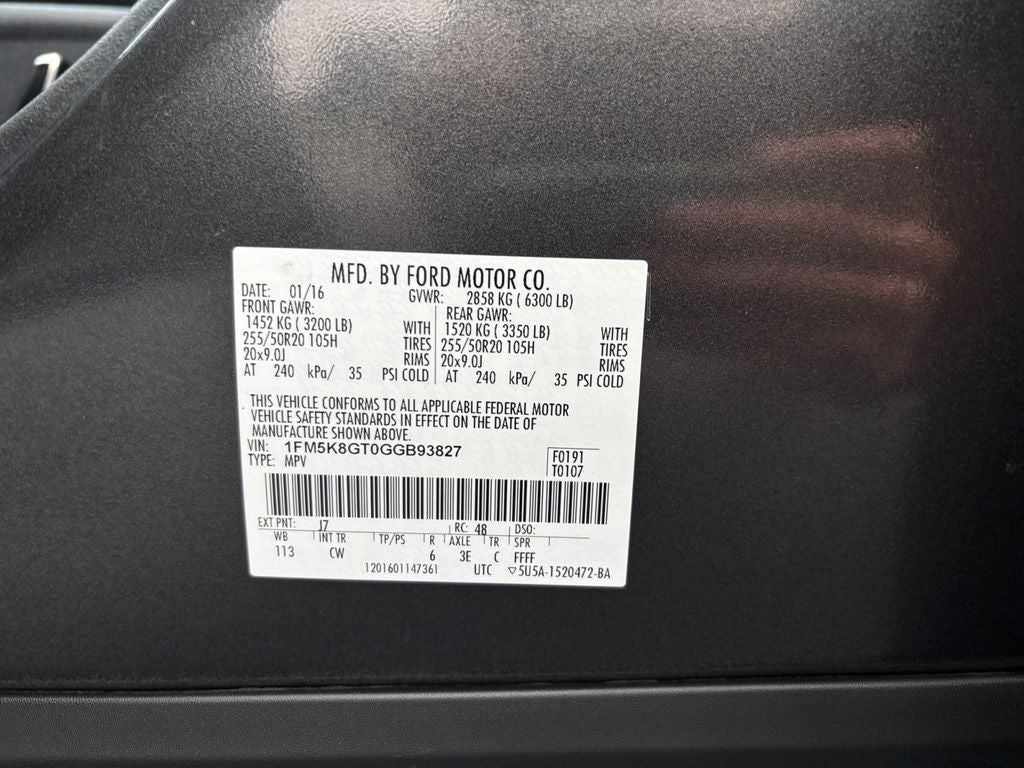 MFD. BY FORD MOTOR CO.
DATE: 01/16 GVWR: 2858 KG ( 6300 LB)
FRONT GAWR: REAR GAWR:
1452 KG ( 3200 LB) WITH 1520 KG ( 3350 LB) WITH
255/50R20 105H TIRES 255/50R20 105H TIRES
20x9.0J RIMS 20x9.0J RIMS
AT 240 kPa/ 35 PSI COLD AT 240 kPa/ 35 PSI COLD
THIS VEHICLE CONFORMS TO ALL APPLICABLE FEDERAL MOTOR
VEHICLE SAFETY STANDARDS IN EFFECT ON THE DATE OF
MANUFACTURE SHOWN ABOVE.
VIN: 1FM5K8GT0GGB93827 F0191
TYPE: MPV T0107
EXT PNT: J7 RC: 48 DSO:
WB INT TR TP/PS R AXLE TR SPR
113 CW 6 3E C FFFF
1201601147361 UTC ▽5U5A-1520472-BA